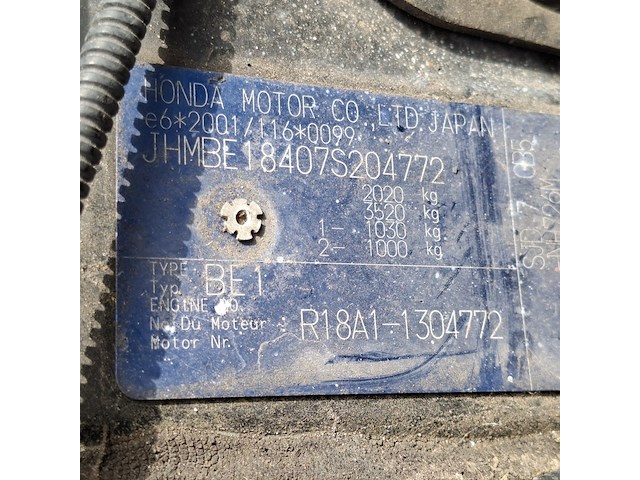 HONDA MOTOR CO.,LTD.JAPAN
e6*2001/116*0099
JHMBE18407S204772
2020 kg
3520 kg
1- 1030 kg
2- 1000 kg
TYPE
Typ. BE1
ENGINE NO.
No.Du Moteur R18A1-1304772
Motor Nr.